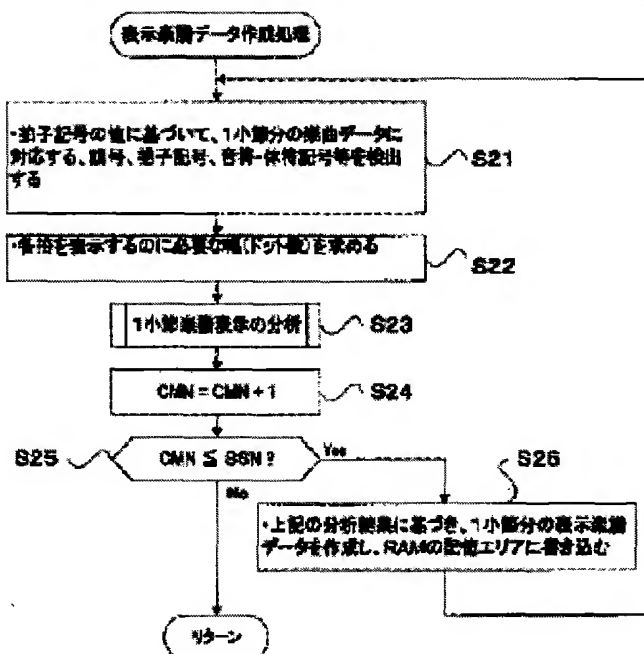 表示楽譜データ作成処理
・拍子記号の値に基づいて、1小節分の楽曲データに
対応する、調号、拍子記号、音符・休符記号等を検出
する
S21
・各拍を表示するのに必要な幅(ドット数)を求める
S22
1小節楽譜表示の分析
S23
CMN = CMN + 1
S24
S25
CMN ≦ SSN ?
Yes
No
S26
・上記の分析結果に基づき、1小節分の表示楽譜
データを作成し、RAMの記憶エリアに書き込む
リターン